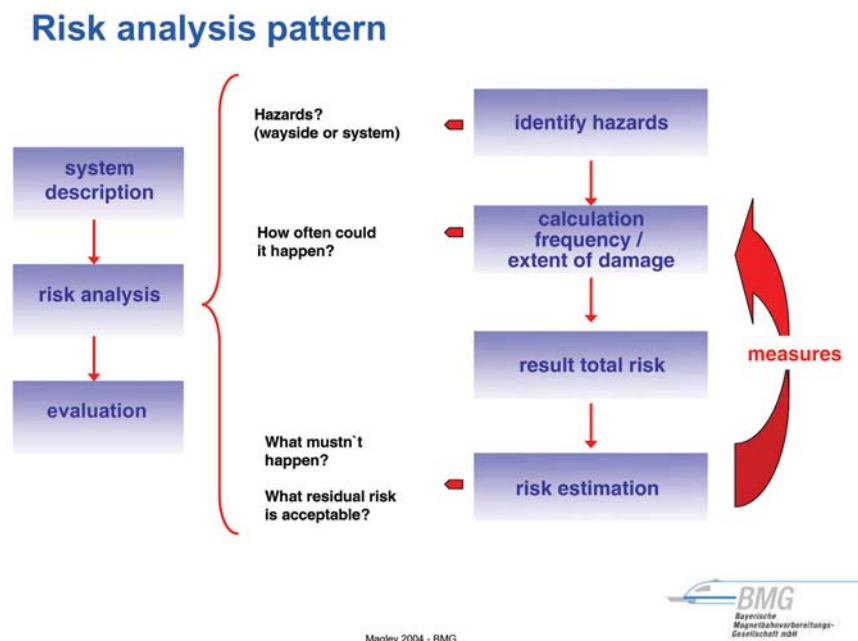 Risk analysis pattern
system
description
risk analysis
evaluation
Hazards?
(wayside or system)
How often could
it happen?
What mustn`t
happen?
What residual risk
is acceptable?
identify hazards
calculation
frequency /
extent of damage
result total risk
risk estimation
measures
BMG
Bayerische
Magnetbahnvorbereitungs-
Gesellschaft mbH
Maglev 2004 - BMG